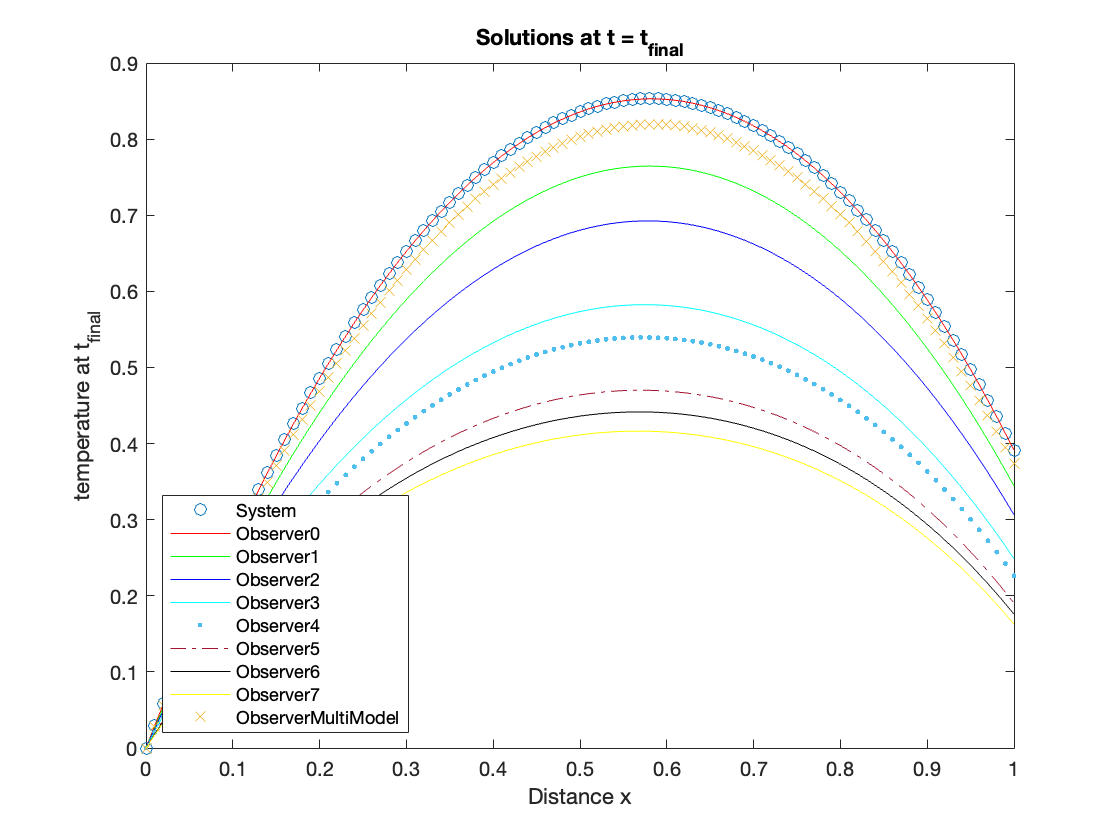 Solutions at t = t_final
0.9
0.8
0.7
0.6
0.5
0.4
0.3
0.2
0.1
0
temperature at t_final
System
Observer0
Observer1
Observer2
Observer3
Observer4
Observer5
Observer6
Observer7
ObserverMultiModel
0 0.1 0.2 0.3 0.4 0.5 0.6 0.7 0.8 0.9 1
Distance x